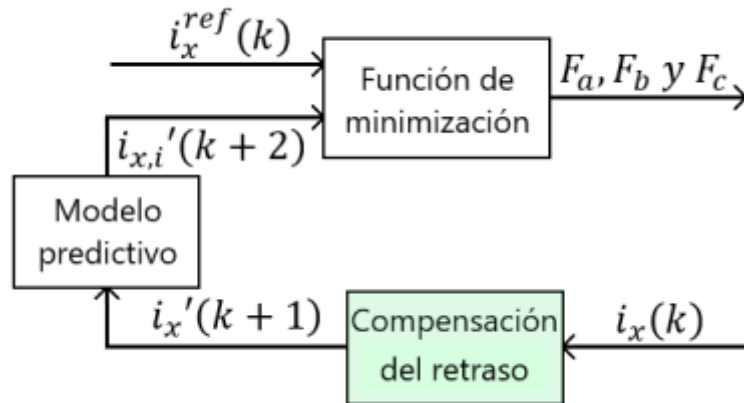 i_x^{ref}(k)
Función de
minimización
F_a, F_b y F_c
i_{x,i}'(k + 2)
Modelo
predictivo
i_x'(k + 1)
Compensación
del retraso
i_x(k)